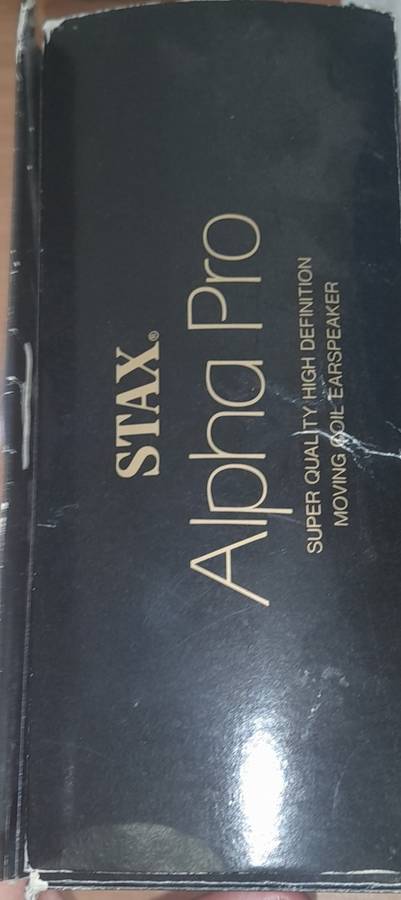 STAX®
Alpha Pro
SUPER QUALITY HIGH DEFINITION
MOVING COIL EARSPEAKER